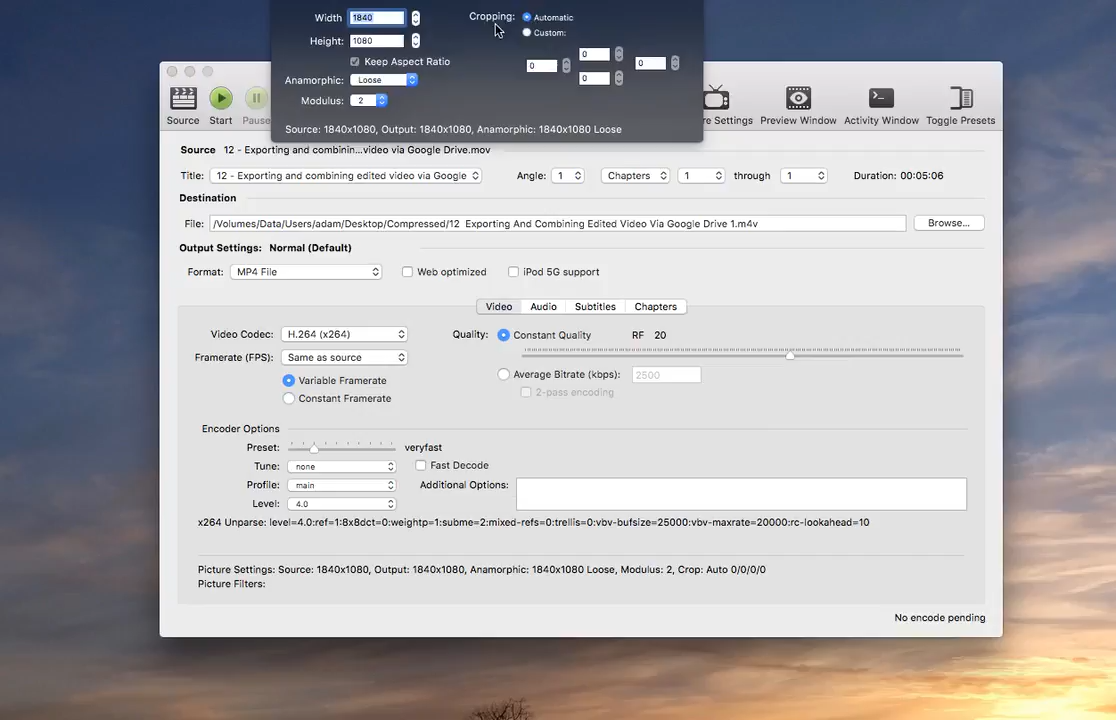 Width 1840 Cropping: Automatic
Height: 1080 Custom:
Keep Aspect Ratio 0 0 0
Anamorphic: Loose 0
Modulus: 2
Source: 1840x1080, Output: 1840x1080, Anamorphic: 1840x1080 Loose
Source Start Pause re Settings Preview Window Activity Window Toggle Presets
Source 12 - Exporting and combinin...video via Google Drive.mov
Title: 12 - Exporting and combining edited video via Google Angle: 1 Chapters 1 through 1 Duration: 00:05:06
Destination
File: /Volumes/Data/Users/adam/Desktop/Compressed/12 Exporting And Combining Edited Video Via Google Drive 1.m4v Browse...
Output Settings: Normal (Default)
Format: MP4 File Web optimized iPod 5G support
Video Audio Subtitles Chapters
Video Codec: H.264 (x264) Quality: Constant Quality RF 20
Framerate (FPS): Same as source
Variable Framerate Average Bitrate (kbps): 2500
Constant Framerate 2-pass encoding
Encoder Options
Preset: veryfast
Tune: none Fast Decode
Profile: main Additional Options:
Level: 4.0
x264 Unparse: level=4.0:ref=1:8x8dct=0:weightp=1:subme=2:mixed-refs=0:trellis=0:vbv-bufsize=25000:vbv-maxrate=20000:rc-lookahead=10
Picture Settings: Source: 1840x1080, Output: 1840x1080, Anamorphic: 1840x1080 Loose, Modulus: 2, Crop: Auto 0/0/0/0
Picture Filters:
No encode pending